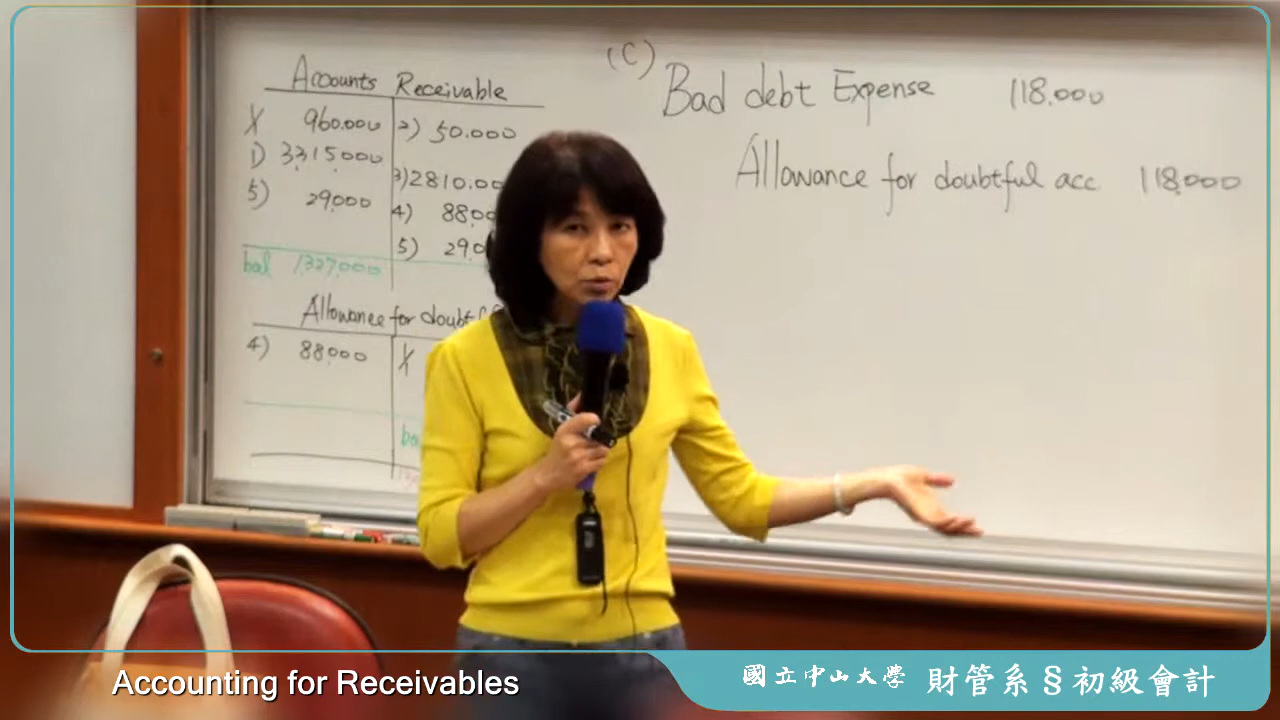 Accounts Receivable
X 960.000 2) 50.000
1) 3,315,000 3) 2810.00
5) 29,000 4) 88.00
5) 29,0
bal 1327,000
Allowance for doubt
4) 88,000 X
(C)
Bad debt Expense 118.000
Allowance for doubtful acc. 118,000
Accounting for Receivables
國立中山大學 財管系§初級會計